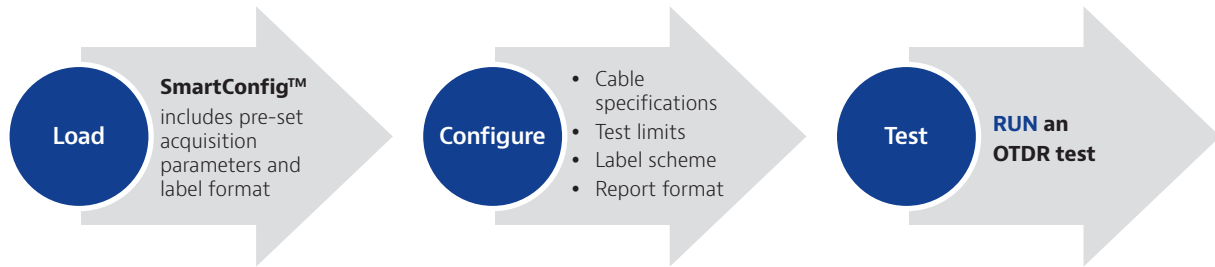 Load
SmartConfig™
includes pre-set
acquisition
parameters and
label format
Configure
• Cable
specifications
• Test limits
• Label scheme
• Report format
Test
RUN an
OTDR test